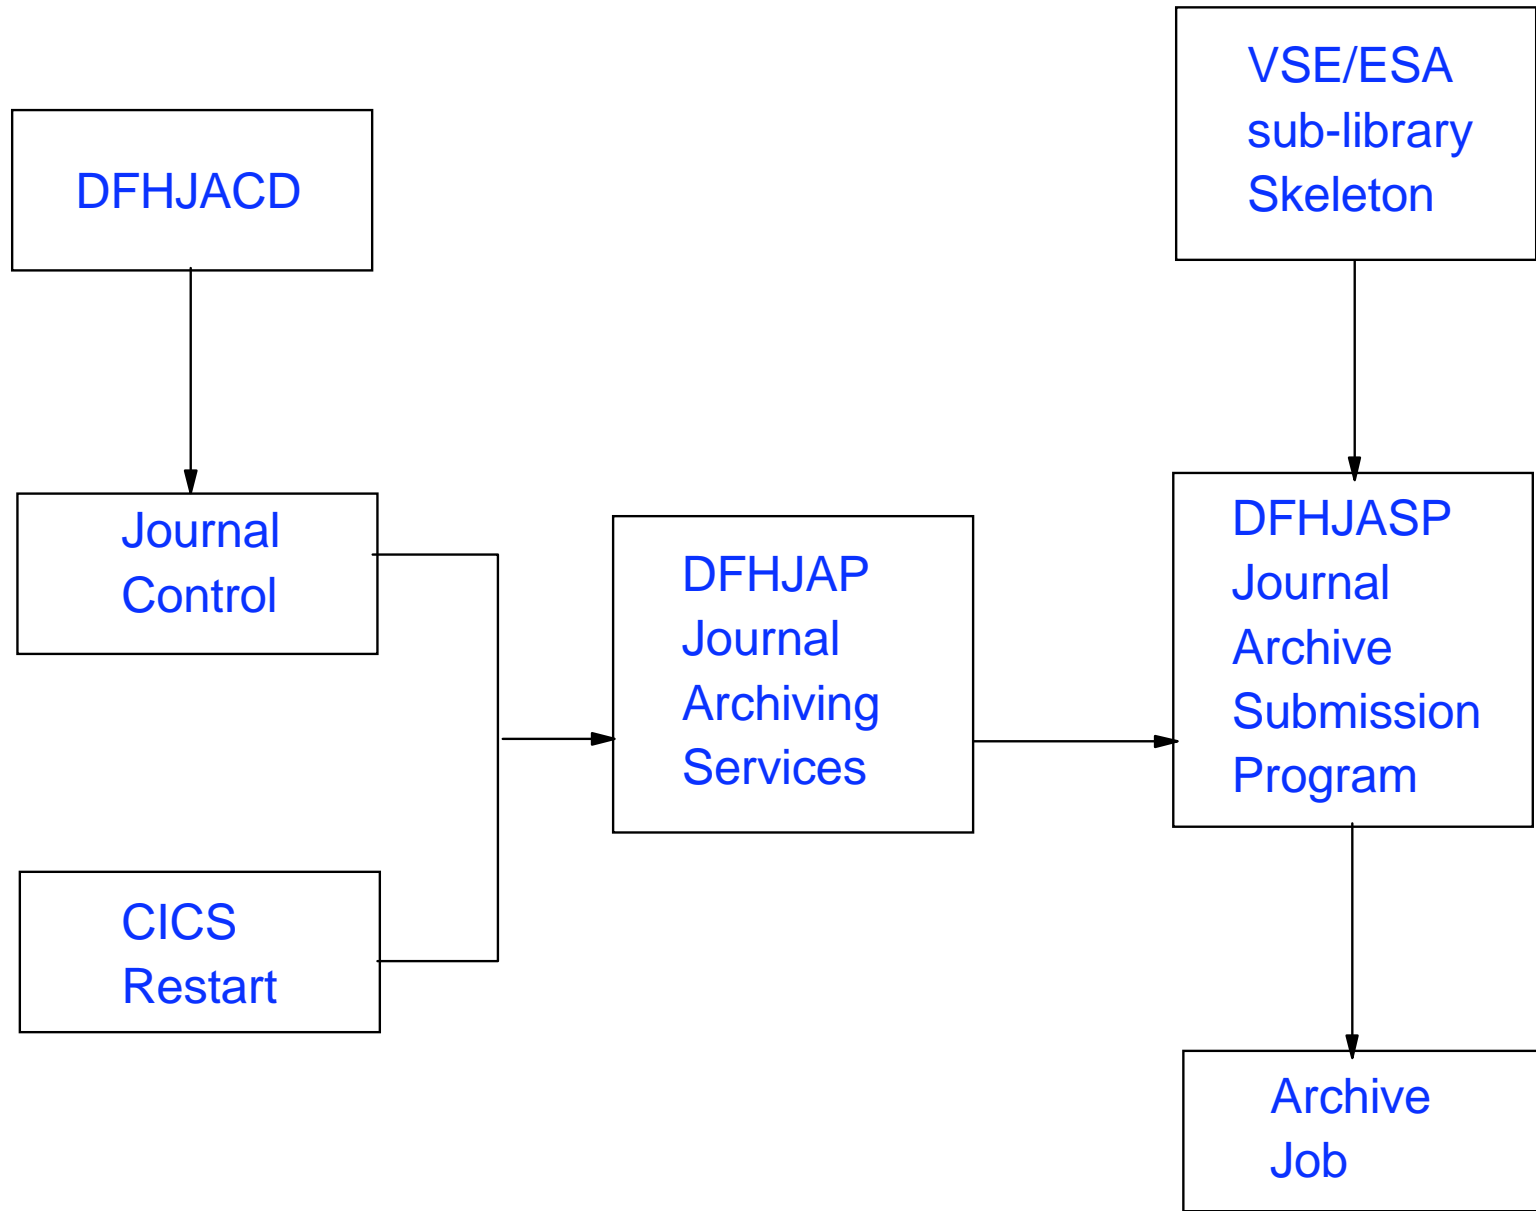 DFHJACD
VSE/ESA
sub-library
Skeleton
Journal
Control
DFHJAP
Journal
Archiving
Services
DFHJASP
Journal
Archive
Submission
Program
CICS
Restart
Archive
Job